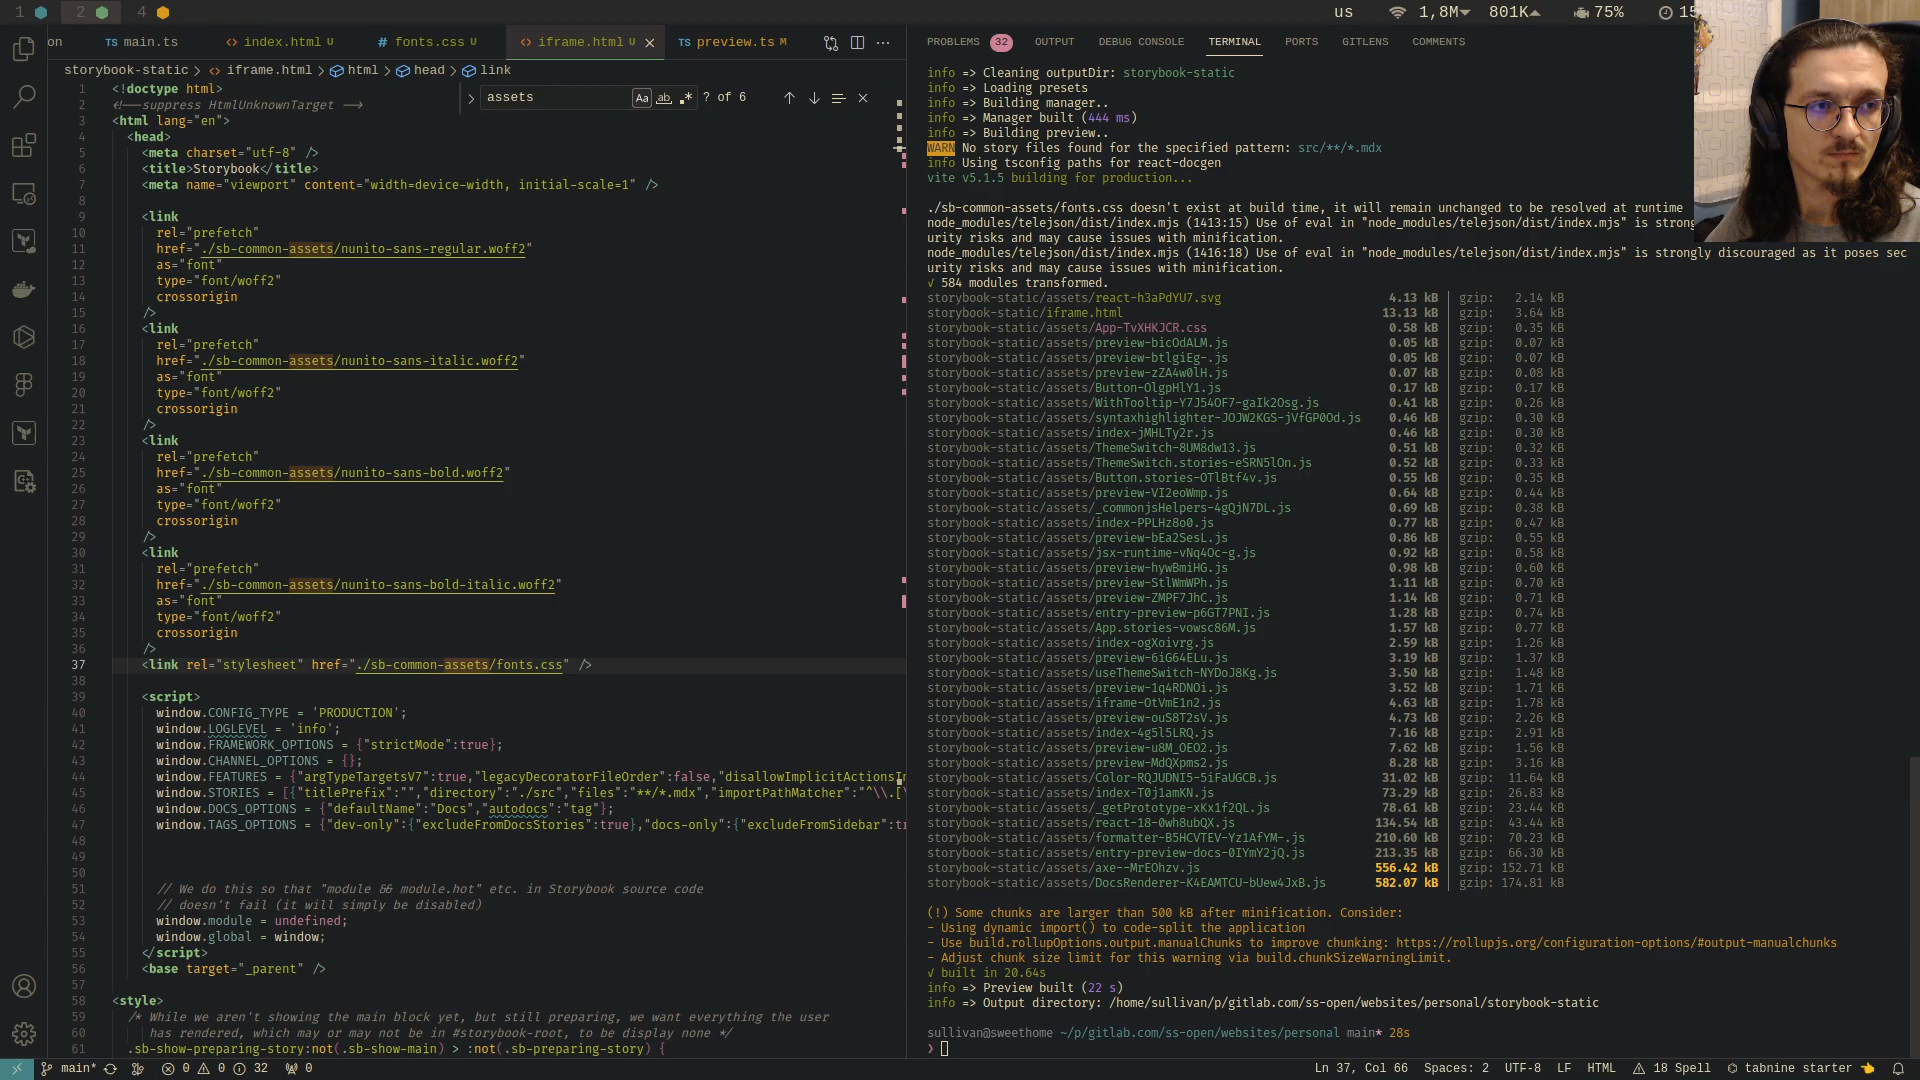 1 2 4
us 1,8M 801K 75% 15
on main.ts index.html U fonts.css U iframe.html U preview.ts M
storybook-static > iframe.html > html > head > link
assets Aa ab .* ? of 6
1 <!doctype html>
2 <!--suppress HtmlUnknownTarget -->
3 <html lang="en">
4 <head>
5 <meta charset="utf-8" />
6 <title>Storybook</title>
7 <meta name="viewport" content="width=device-width, initial-scale=1" />
8
9 <link
10 rel="prefetch"
11 href="./sb-common-assets/nunito-sans-regular.woff2"
12 as="font"
13 type="font/woff2"
14 crossorigin
15 />
16 <link
17 rel="prefetch"
18 href="./sb-common-assets/nunito-sans-italic.woff2"
19 as="font"
20 type="font/woff2"
21 crossorigin
22 />
23 <link
24 rel="prefetch"
25 href="./sb-common-assets/nunito-sans-bold.woff2"
26 as="font"
27 type="font/woff2"
28 crossorigin
29 />
30 <link
31 rel="prefetch"
32 href="./sb-common-assets/nunito-sans-bold-italic.woff2"
33 as="font"
34 type="font/woff2"
35 crossorigin
36 />
37 <link rel="stylesheet" href="./sb-common-assets/fonts.css" />
38
39 <script>
40 window.CONFIG_TYPE = 'PRODUCTION';
41 window.LOGLEVEL = 'info';
42 window.FRAMEWORK_OPTIONS = {"strictMode":true};
43 window.CHANNEL_OPTIONS = {};
44 window.FEATURES = {"argTypeTargetsV7":true,"legacyDecoratorFileOrder":false,"disallowImplicitActionsI
45 window.STORIES = [{"titlePrefix":"","directory":"./src","files":"**/*.mdx","importPathMatcher":"^\\.[\
46 window.DOCS_OPTIONS = {"defaultName":"Docs","autodocs":"tag"};
47 window.TAGS_OPTIONS = {"dev-only":{"excludeFromDocsStories":true},"docs-only":{"excludeFromSidebar":tr
48
49
50
51 // We do this so that "module && module.hot" etc. in Storybook source code
52 // doesn't fail (it will simply be disabled)
53 window.module = undefined;
54 window.global = window;
55 </script>
56 <base target="_parent" />
57
58 <style>
59 /* While we aren't showing the main block yet, but still preparing, we want everything the user
60 has rendered, which may or may not be in #storybook-root, to be display none */
61 .sb-show-preparing-story:not(.sb-show-main) > :not(.sb-preparing-story) {
PROBLEMS 32 OUTPUT DEBUG CONSOLE TERMINAL PORTS GITLENS COMMENTS
info => Cleaning outputDir: storybook-static
info => Loading presets
info => Building manager..
info => Manager built (444 ms)
info => Building preview..
WARN No story files found for the specified pattern: src/**/*.mdx
info Using tsconfig paths for react-docgen
vite v5.1.5 building for production...
./sb-common-assets/fonts.css doesn't exist at build time, it will remain unchanged to be resolved at runtime
node_modules/telejson/dist/index.mjs (1413:15) Use of eval in "node_modules/telejson/dist/index.mjs" is strong
urity risks and may cause issues with minification.
node_modules/telejson/dist/index.mjs (1416:18) Use of eval in "node_modules/telejson/dist/index.mjs" is strongly discouraged as it poses sec
urity risks and may cause issues with minification.
✓ 584 modules transformed.
storybook-static/assets/react-h3aPdYU7.svg 4.13 kB │ gzip: 2.14 kB
storybook-static/iframe.html 13.13 kB │ gzip: 3.64 kB
storybook-static/assets/App-TvXHKJCR.css 0.58 kB │ gzip: 0.35 kB
storybook-static/assets/preview-bicOdALM.js 0.05 kB │ gzip: 0.07 kB
storybook-static/assets/preview-btlgiEg-.js 0.05 kB │ gzip: 0.07 kB
storybook-static/assets/preview-zZA4w0lH.js 0.07 kB │ gzip: 0.08 kB
storybook-static/assets/Button-OlgpHlY1.js 0.17 kB │ gzip: 0.17 kB
storybook-static/assets/WithTooltip-Y7J54OF7-gaIk2Osg.js 0.41 kB │ gzip: 0.26 kB
storybook-static/assets/syntaxhighlighter-JOJW2KGS-jVfGP0Od.js 0.46 kB │ gzip: 0.30 kB
storybook-static/assets/index-jMHLTy2r.js 0.46 kB │ gzip: 0.30 kB
storybook-static/assets/ThemeSwitch-8UM8dw13.js 0.51 kB │ gzip: 0.32 kB
storybook-static/assets/ThemeSwitch.stories-eSRN5lOn.js 0.52 kB │ gzip: 0.33 kB
storybook-static/assets/Button.stories-OTlBtf4v.js 0.55 kB │ gzip: 0.35 kB
storybook-static/assets/preview-VI2eoWmp.js 0.64 kB │ gzip: 0.44 kB
storybook-static/assets/_commonjsHelpers-4gQjN7DL.js 0.69 kB │ gzip: 0.38 kB
storybook-static/assets/index-PPLHz8o0.js 0.77 kB │ gzip: 0.47 kB
storybook-static/assets/preview-bEa2SesL.js 0.86 kB │ gzip: 0.55 kB
storybook-static/assets/jsx-runtime-vNq4Oc-g.js 0.92 kB │ gzip: 0.58 kB
storybook-static/assets/preview-hywBmiHG.js 0.98 kB │ gzip: 0.60 kB
storybook-static/assets/preview-StlWmWPh.js 1.11 kB │ gzip: 0.70 kB
storybook-static/assets/preview-ZMPF7JhC.js 1.14 kB │ gzip: 0.71 kB
storybook-static/assets/entry-preview-p6GT7PNI.js 1.28 kB │ gzip: 0.74 kB
storybook-static/assets/App.stories-vowsc86M.js 1.57 kB │ gzip: 0.77 kB
storybook-static/assets/index-ogXoivrg.js 2.59 kB │ gzip: 1.26 kB
storybook-static/assets/preview-6iG64ELu.js 3.19 kB │ gzip: 1.37 kB
storybook-static/assets/useThemeSwitch-NYDoJ8Kg.js 3.50 kB │ gzip: 1.48 kB
storybook-static/assets/preview-1q4RDNOi.js 3.52 kB │ gzip: 1.71 kB
storybook-static/assets/iframe-OtVmE1n2.js 4.63 kB │ gzip: 1.78 kB
storybook-static/assets/preview-ouS8T2sV.js 4.73 kB │ gzip: 2.26 kB
storybook-static/assets/index-4g5l5LRQ.js 7.16 kB │ gzip: 2.91 kB
storybook-static/assets/preview-u8M_OEO2.js 7.62 kB │ gzip: 1.56 kB
storybook-static/assets/preview-MdQXpms2.js 8.28 kB │ gzip: 3.16 kB
storybook-static/assets/Color-RQJUDNI5-5iFaUGCB.js 31.02 kB │ gzip: 11.64 kB
storybook-static/assets/index-T0j1amKN.js 73.29 kB │ gzip: 26.83 kB
storybook-static/assets/_getPrototype-xKx1f2QL.js 78.61 kB │ gzip: 23.44 kB
storybook-static/assets/react-18-0wh8ubQX.js 134.54 kB │ gzip: 43.44 kB
storybook-static/assets/formatter-B5HCVTEV-Yz1AfYM-.js 210.60 kB │ gzip: 70.23 kB
storybook-static/assets/entry-preview-docs-0IYmY2jQ.js 213.35 kB │ gzip: 66.30 kB
storybook-static/assets/axe--MrEOhzv.js 556.42 kB │ gzip: 152.71 kB
storybook-static/assets/DocsRenderer-K4EAMTCU-bUew4JxB.js 582.07 kB │ gzip: 174.81 kB
(!) Some chunks are larger than 500 kB after minification. Consider:
- Using dynamic import() to code-split the application
- Use build.rollupOptions.output.manualChunks to improve chunking: https://rollupjs.org/configuration-options/#output-manualchunks
- Adjust chunk size limit for this warning via build.chunkSizeWarningLimit.
✓ built in 20.64s
info => Preview built (22 s)
info => Output directory: /home/sullivan/p/gitlab.com/ss-open/websites/personal/storybook-static
sullivan@sweethome ~/p/gitlab.com/ss-open/websites/personal main* 28s
❯
main* 0 0 32 0 Ln 37, Col 66 Spaces: 2 UTF-8 LF HTML 18 Spell tabnine starter